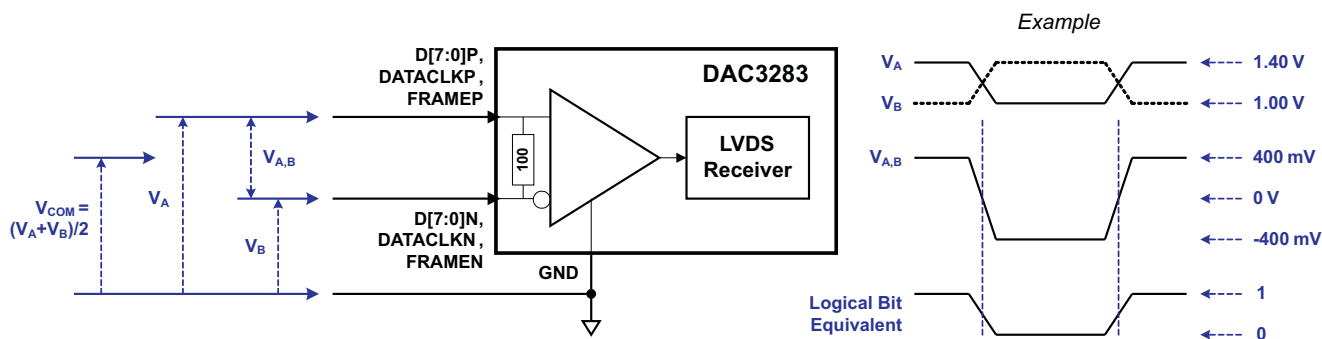 Example
D[7:0]P,
DATACLKP ,
FRAMEP
DAC3283
100
LVDS
Receiver
D[7:0]N,
DATACLKN ,
FRAMEN
GND
VCOM =
(VA+VB)/2
VA
VA,B
VB
VA
1.40 V
VB
1.00 V
VA,B
400 mV
0 V
-400 mV
Logical Bit
Equivalent
1
0